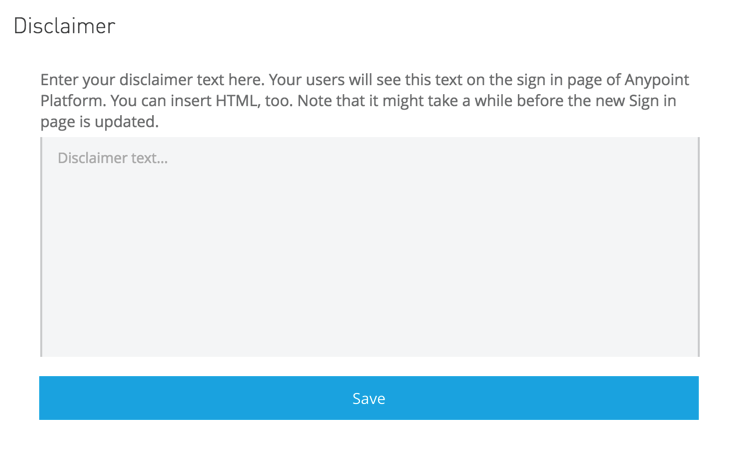 Disclaimer
Enter your disclaimer text here. Your users will see this text on the sign in page of Anypoint
Platform. You can insert HTML, too. Note that it might take a while before the new Sign in
page is updated.
Disclaimer text...
Save